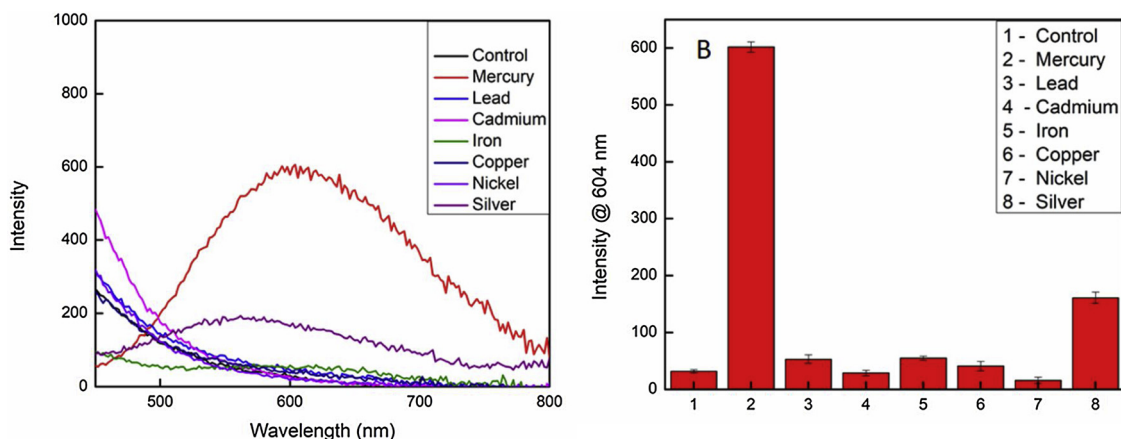 1000
800
600
400
200
0
Intensity
500 600 700 800
Wavelength (nm)
Control
Mercury
Lead
Cadmium
Iron
Copper
Nickel
Silver
B
600
500
400
300
200
100
0
Intensity @ 604 nm
1 2 3 4 5 6 7 8
1 - Control
2 - Mercury
3 - Lead
4 - Cadmium
5 - Iron
6 - Copper
7 - Nickel
8 - Silver